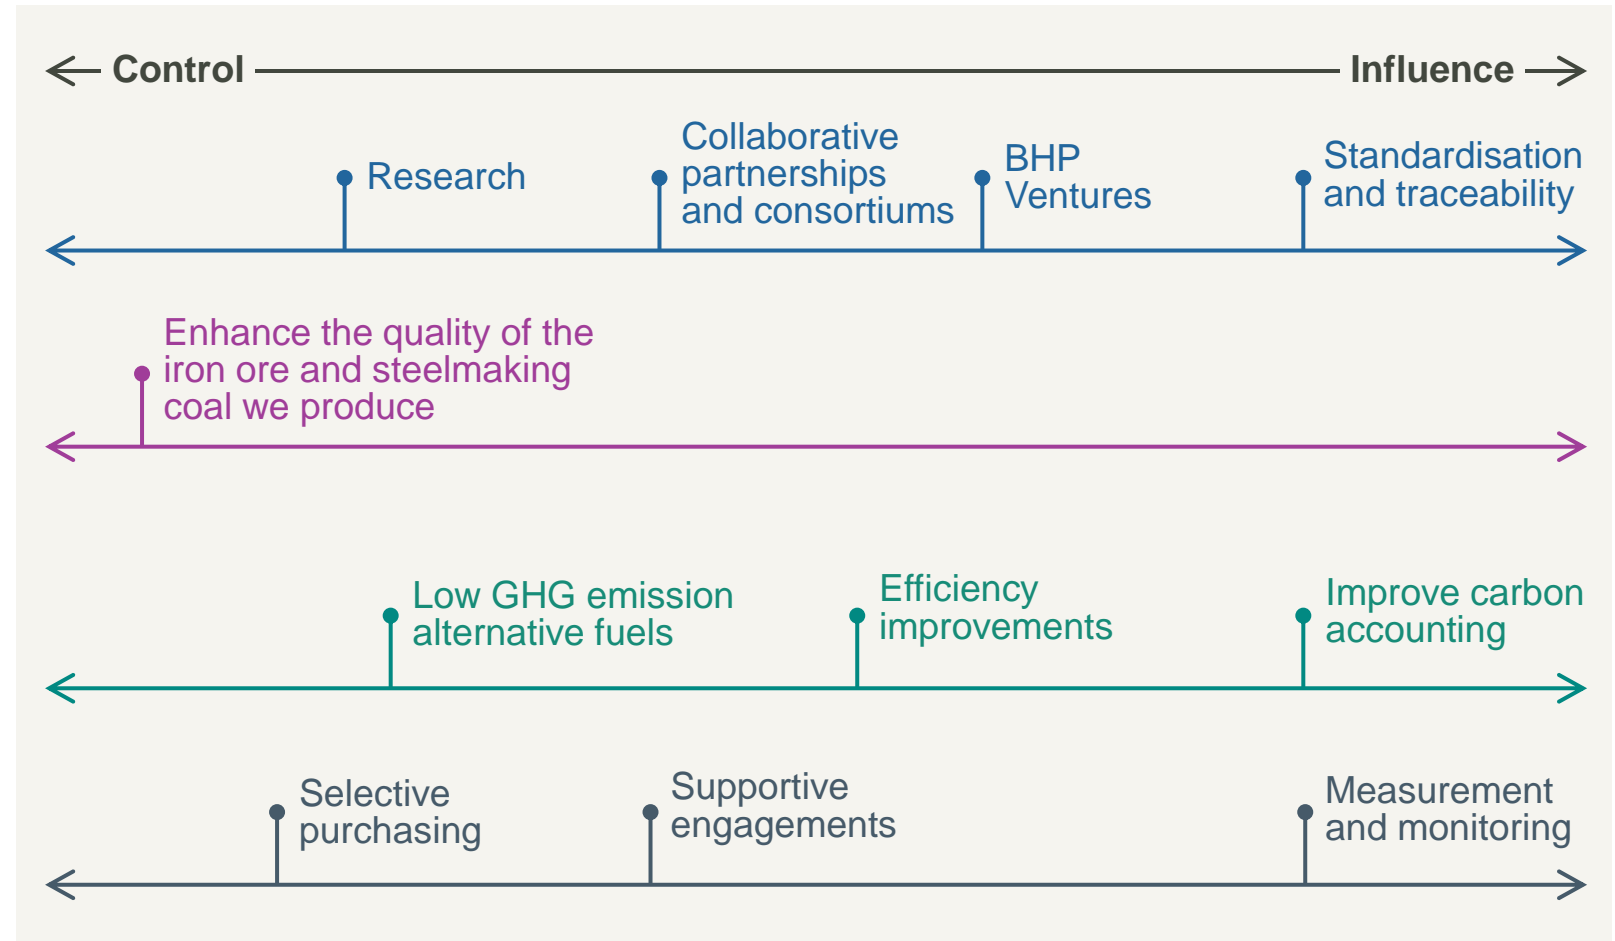 Control
Influence
Research
Collaborative
partnerships
and consortiums
BHP
Ventures
Standardisation
and traceability
Enhance the quality of the
iron ore and steelmaking
coal we produce
Low GHG emission
alternative fuels
Efficiency
improvements
Improve carbon
accounting
Selective
purchasing
Supportive
engagements
Measurement
and monitoring